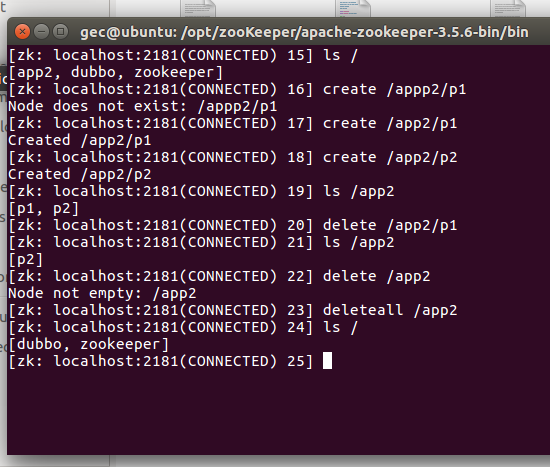 gec@ubuntu: /opt/zooKeeper/apache-zookeeper-3.5.6-bin/bin
[zk: localhost:2181(CONNECTED) 15] ls /
[app2, dubbo, zookeeper]
[zk: localhost:2181(CONNECTED) 16] create /appp2/p1
Node does not exist: /appp2/p1
[zk: localhost:2181(CONNECTED) 17] create /app2/p1
Created /app2/p1
[zk: localhost:2181(CONNECTED) 18] create /app2/p2
Created /app2/p2
[zk: localhost:2181(CONNECTED) 19] ls /app2
[p1, p2]
[zk: localhost:2181(CONNECTED) 20] delete /app2/p1
[zk: localhost:2181(CONNECTED) 21] ls /app2
[p2]
[zk: localhost:2181(CONNECTED) 22] delete /app2
Node not empty: /app2
[zk: localhost:2181(CONNECTED) 23] deleteall /app2
[zk: localhost:2181(CONNECTED) 24] ls /
[dubbo, zookeeper]
[zk: localhost:2181(CONNECTED) 25]